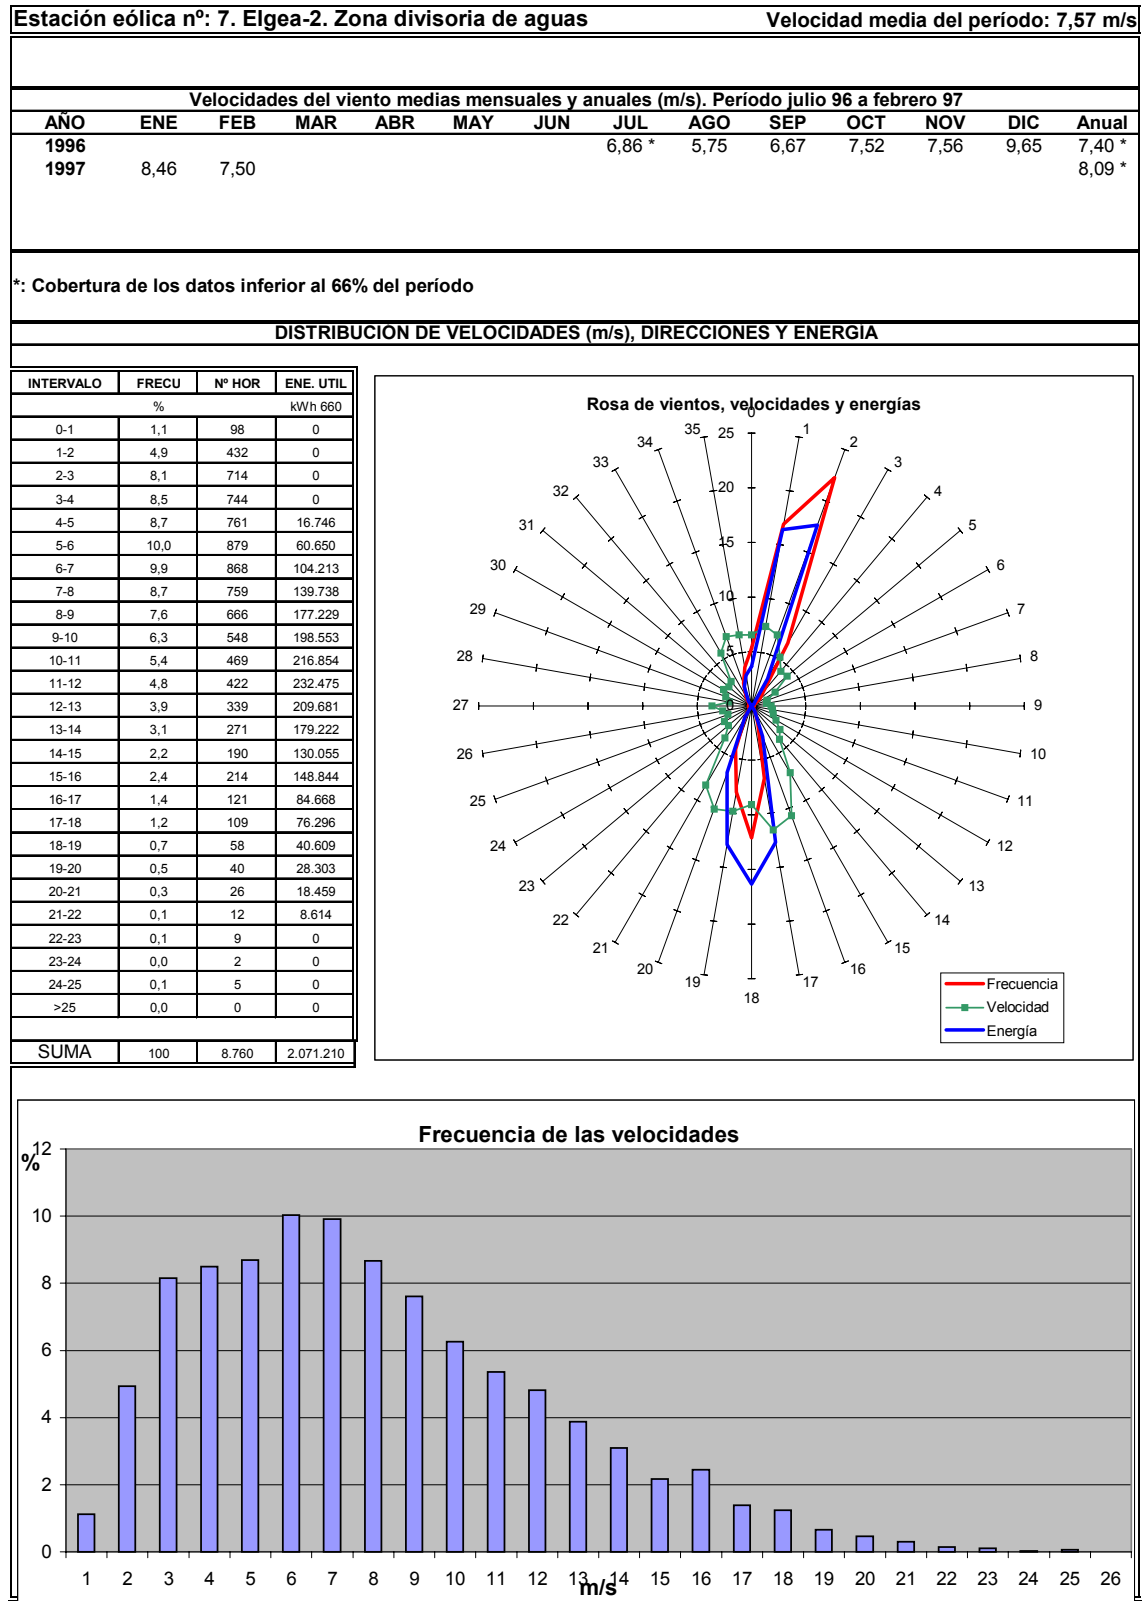 Estación eólica nº: 7. Elgea-2. Zona divisoria de aguas Velocidad media del período: 7,57 m/s
Velocidades del viento medias mensuales y anuales (m/s). Período julio 96 a febrero 97
AÑO ENE FEB MAR ABR MAY JUN JUL AGO SEP OCT NOV DIC Anual
1996 6,86 * 5,75 6,67 7,52 7,56 9,65 7,40 *
1997 8,46 7,50 8,09 *
*: Cobertura de los datos inferior al 66% del período
DISTRIBUCIÓN DE VELOCIDADES (m/s), DIRECCIONES Y ENERGÍA
INTERVALO FRECU Nº HOR ENE. UTIL
% kWh 660
0-1 1,1 98 0
1-2 4,9 432 0
2-3 8,1 714 0
3-4 8,5 744 0
4-5 8,7 761 16.746
5-6 10,0 879 60.650
6-7 9,9 868 104.213
7-8 8,7 759 139.738
8-9 7,6 666 177.229
9-10 6,3 548 198.553
10-11 5,4 469 216.854
11-12 4,8 422 232.475
12-13 3,9 339 209.681
13-14 3,1 271 179.222
14-15 2,2 190 130.055
15-16 2,4 214 148.844
16-17 1,4 121 84.668
17-18 1,2 109 76.296
18-19 0,7 58 40.609
19-20 0,5 40 28.303
20-21 0,3 26 18.459
21-22 0,1 12 8.614
22-23 0,1 9 0
23-24 0,0 2 0
24-25 0,1 5 0
>25 0,0 0 0
SUMA 100 8.760 2.071.210
Rosa de vientos, velocidades y energías
0
1
2
3
4
5
6
7
8
9
10
11
12
13
14
15
16
17
18
19
20
21
22
23
24
25
26
27
28
29
30
31
32
33
34
35
25
20
15
10
5
0
Frecuencia
Velocidad
Energía
Frecuencia de las velocidades
%
12
10
8
6
4
2
0
1 2 3 4 5 6 7 8 9 10 11 12 13 14 15 16 17 18 19 20 21 22 23 24 25 26
m/s